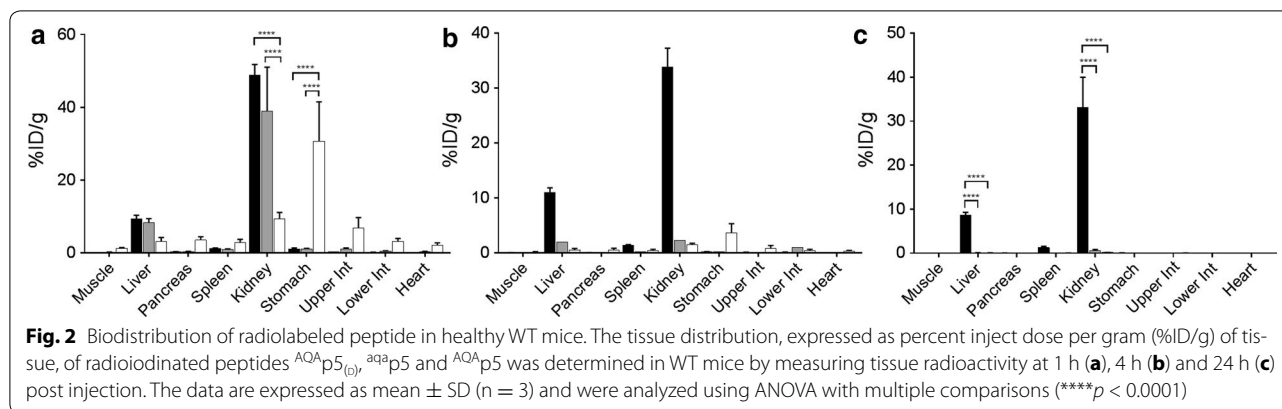 a
b
c
60
40
20
0
%ID/g
****
****
****
****
Muscle
Liver
Pancreas
Spleen
Kidney
Stomach
Upper Int
Lower Int
Heart
40
30
20
10
0
%ID/g
Muscle
Liver
Pancreas
Spleen
Kidney
Stomach
Upper Int
Lower Int
Heart
50
40
30
20
10
0
%ID/g
****
****
****
****
Muscle
Liver
Pancreas
Spleen
Kidney
Stomach
Upper Int
Lower Int
Heart
Fig. 2 Biodistribution of radiolabeled peptide in healthy WT mice. The tissue distribution, expressed as percent inject dose per gram (%ID/g) of tis-
sue, of radioiodinated peptides AQAp5(D), aqap5 and AQAp5 was determined in WT mice by measuring tissue radioactivity at 1 h (a), 4 h (b) and 24 h (c)
post injection. The data are expressed as mean ± SD (n = 3) and were analyzed using ANOVA with multiple comparisons (****p < 0.0001)